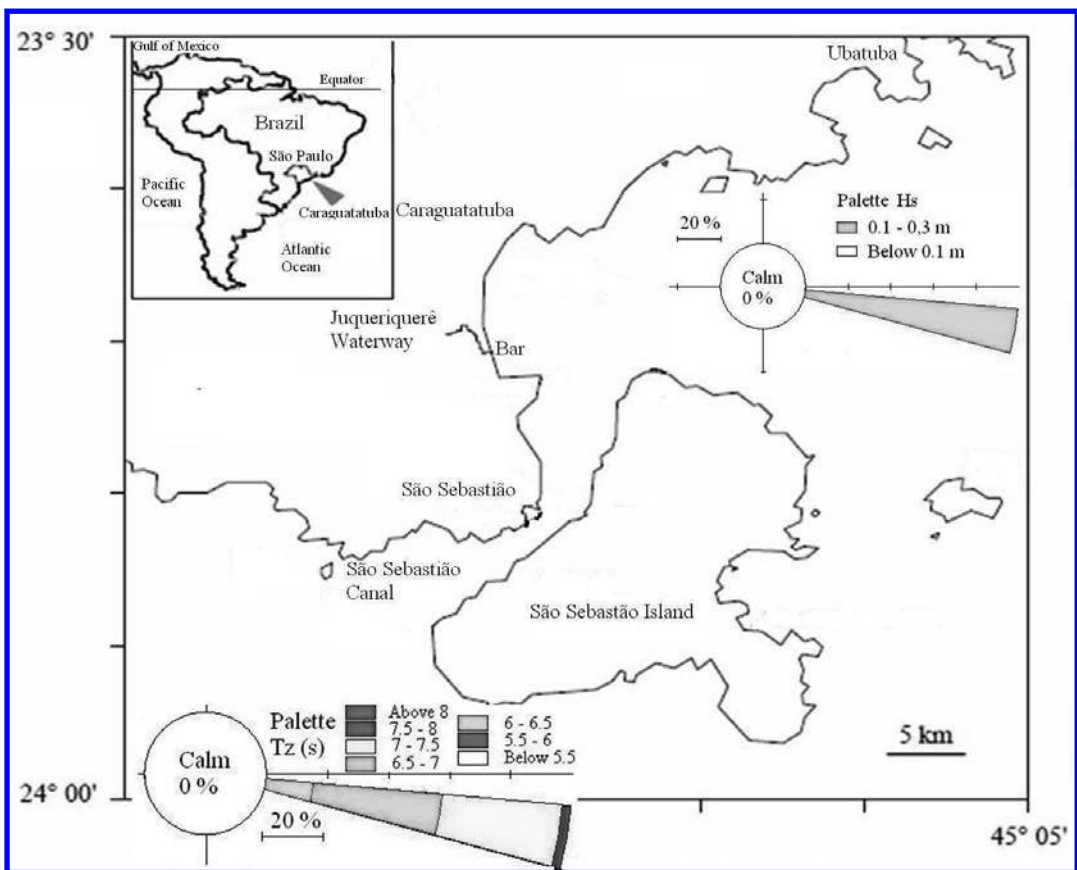 23° 30'
Gulf of Mexico
Equator
Brazil
São Paulo
Pacific
Ocean
Caraguatatuba
Atlantic
Ocean
Ubatuba
Caraguatatuba
20 %
Palette Hs
0.1 - 0,3 m
Below 0.1 m
Calm
0 %
Juqueriquerê
Waterway
Bar
São Sebastião
São Sebastião
Canal
São Sebastão Island
Palette
Tz (s)
Above 8
7.5 - 8
7 - 7.5
6.5 - 7
6 - 6.5
5.5 - 6
Below 5.5
Calm
0 %
20 %
5 km
24° 00'
45° 05'